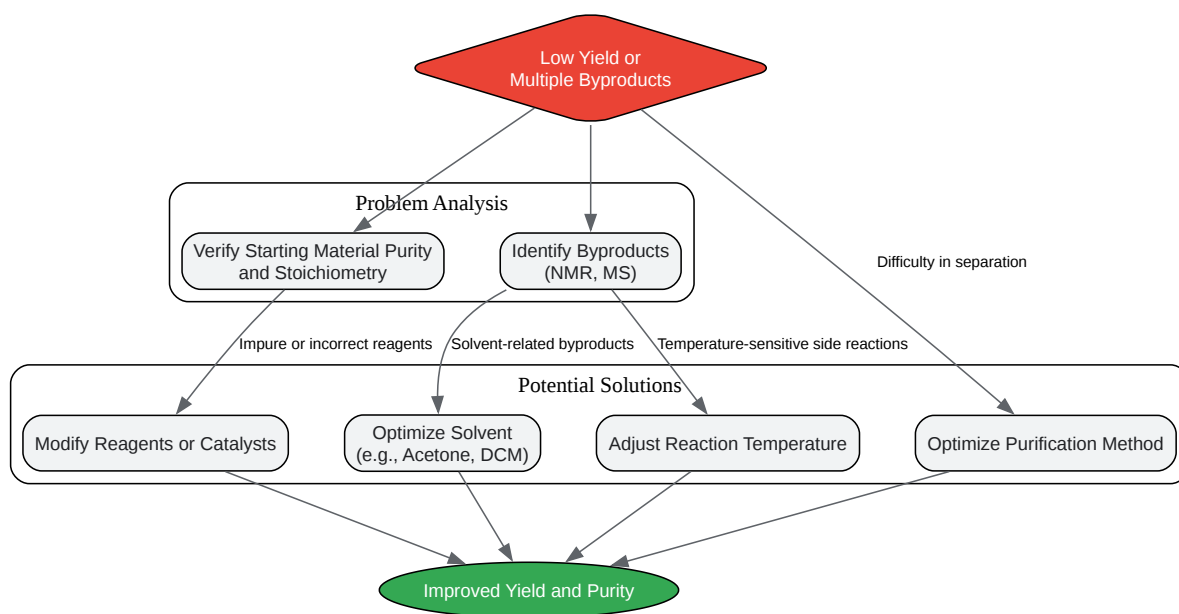 Low Yield or
Multiple Byproducts
Problem Analysis
Verify Starting Material Purity
and Stoichiometry
Identify Byproducts
(NMR, MS)
Difficulty in separation
Impure or incorrect reagents
Solvent-related byproducts
Temperature-sensitive side reactions
Potential Solutions
Modify Reagents or Catalysts
Optimize Solvent
(e.g., Acetone, DCM)
Adjust Reaction Temperature
Optimize Purification Method
Improved Yield and Purity